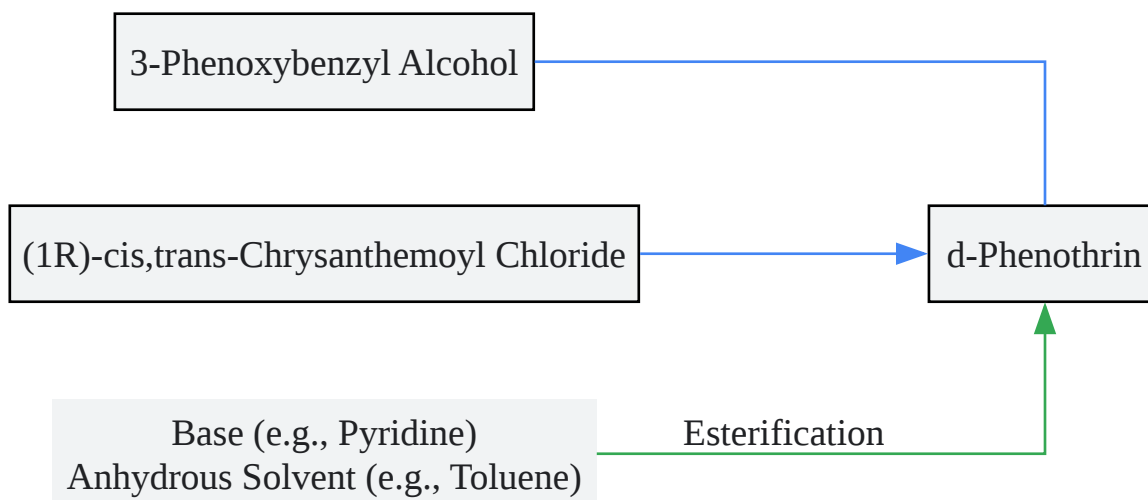 3-Phenoxybenzyl Alcohol
(1R)-cis,trans-Chrysanthemoyl Chloride
d-Phenothrin
Base (e.g., Pyridine)
Anhydrous Solvent (e.g., Toluene)
Esterification